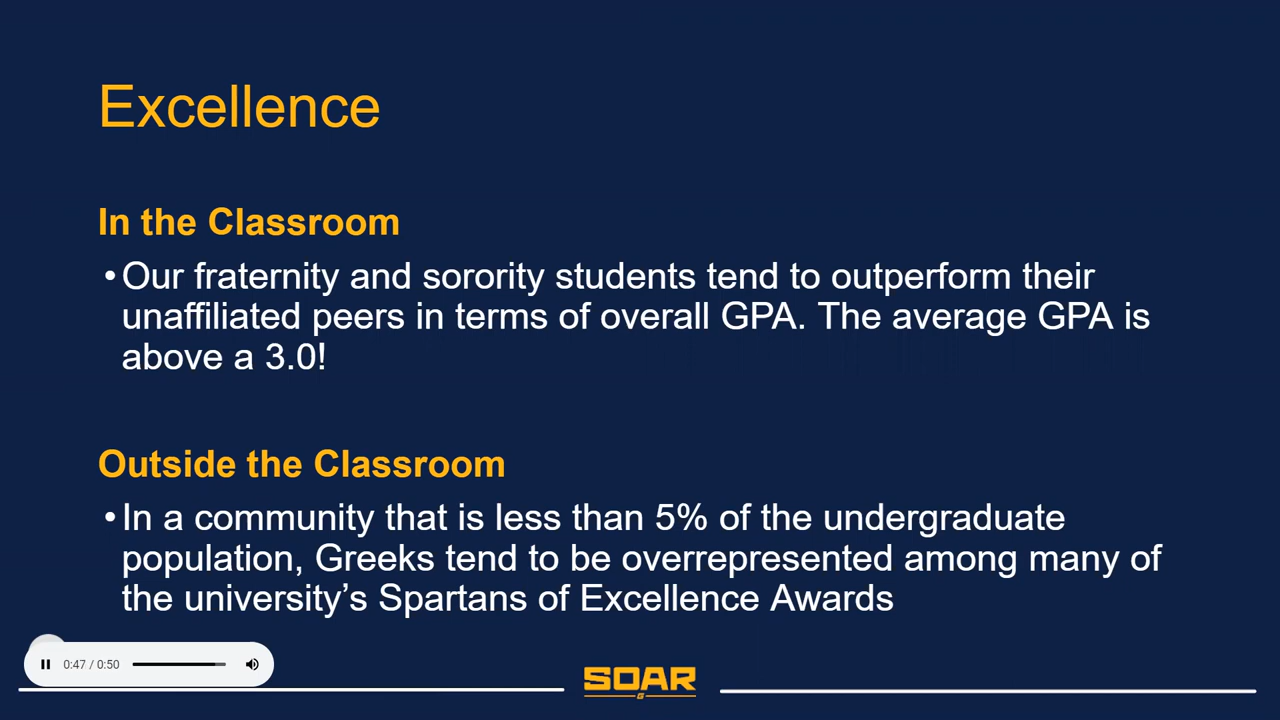 Excellence
In the Classroom
•Our fraternity and sorority students tend to outperform their
unaffiliated peers in terms of overall GPA. The average GPA is
above a 3.0!
Outside the Classroom
•In a community that is less than 5% of the undergraduate
population, Greeks tend to be overrepresented among many of
the university’s Spartans of Excellence Awards
0:47 / 0:50
SOAR
G